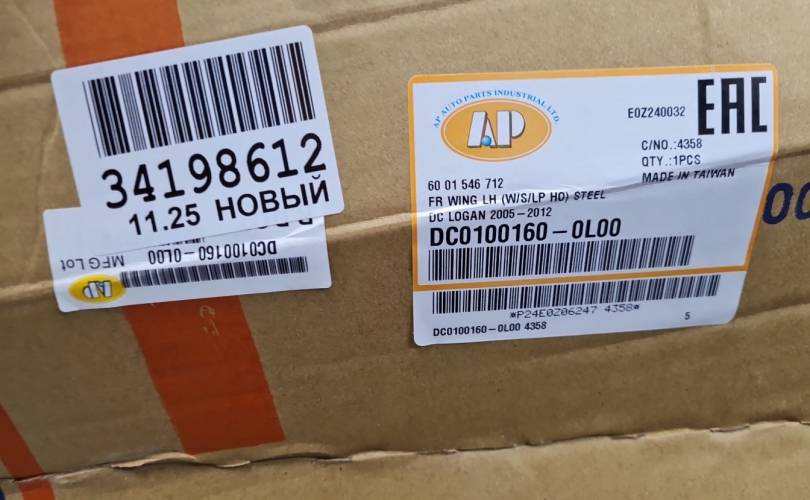 34198612
11.25 НОВЫЙ
DC0100160-0L00
MFG Lot
AP
AP AUTO PARTS INDUSTRIAL LTD.
AP
E0Z240032
EAC
C/NO.:4358
QTY.:1PCS
MADE IN TAIWAN
60 01 546 712
FR WING LH (W/S/LP HD) STEEL
DC LOGAN 2005-2012
DC0100160-0L00
*P24E0Z06247 4358*
DC0100160-0L00 4358
5